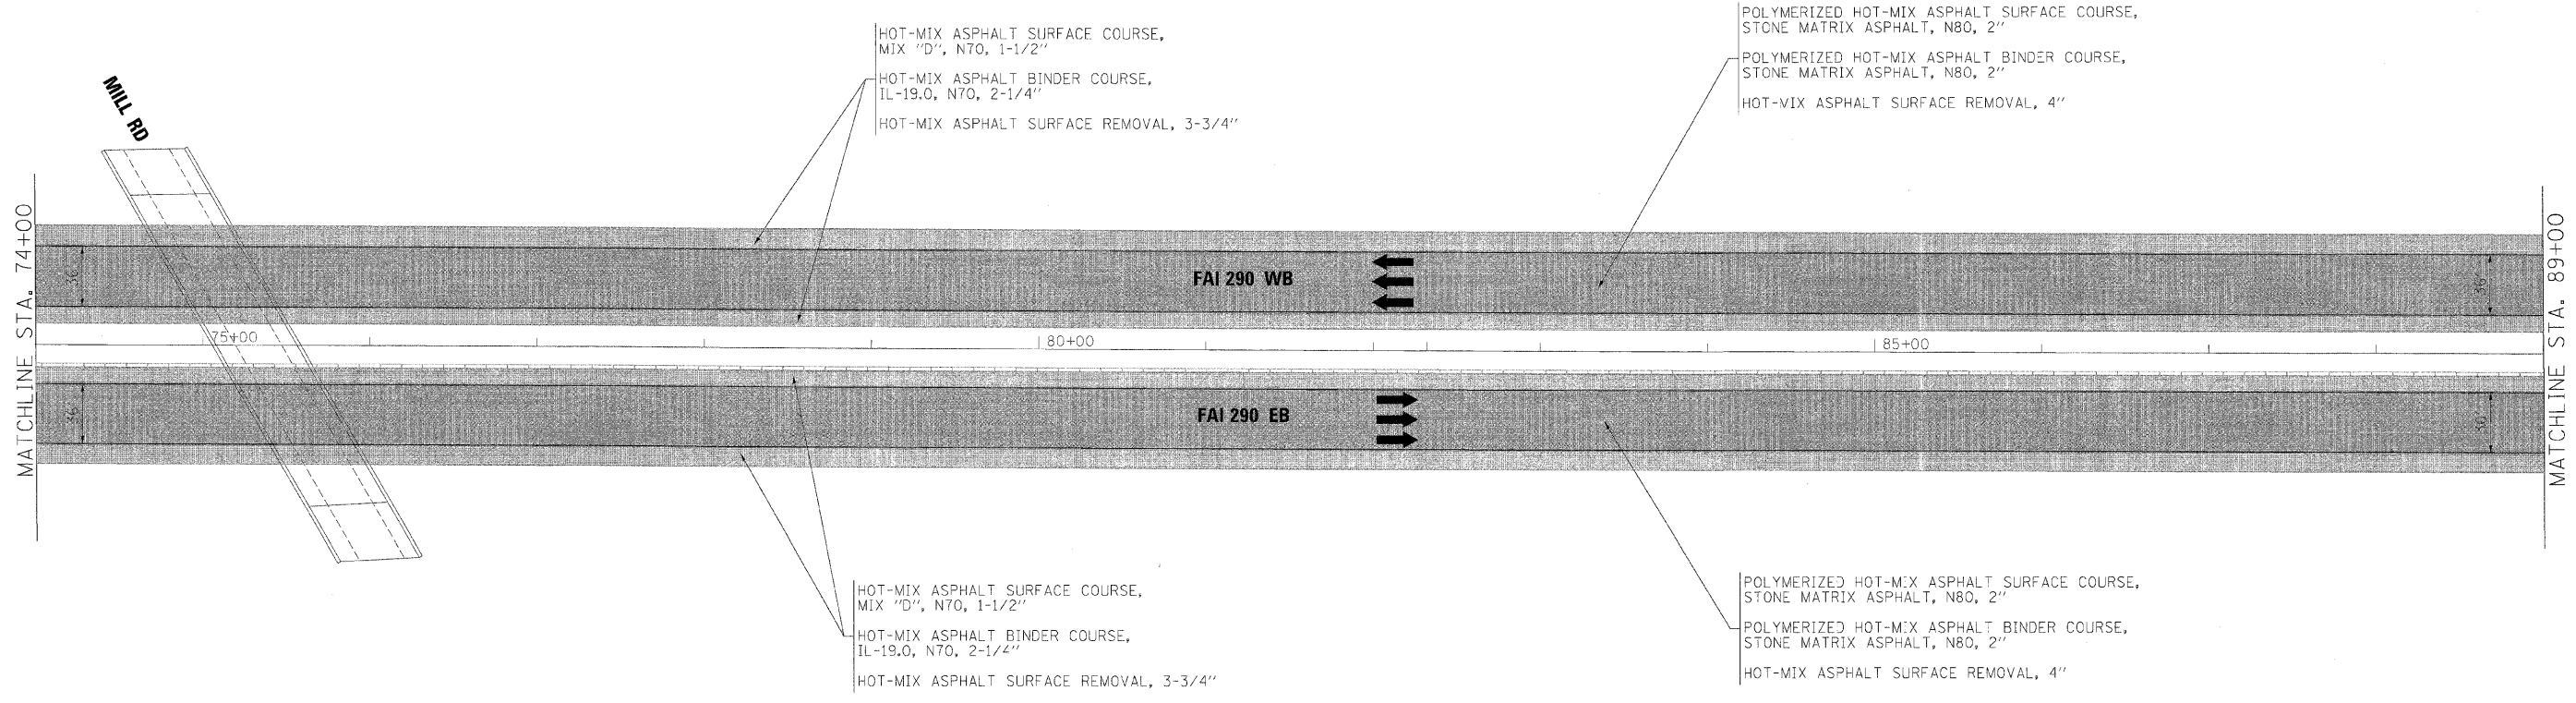 HOT-MIX ASPHALT SURFACE COURSE,
MIX "D", N70, 1-1/2"
HOT-MIX ASPHALT BINDER COURSE,
IL-19.0, N70, 2-1/4"
HOT-MIX ASPHALT SURFACE REMOVAL, 3-3/4"
POLYMERIZED HOT-MIX ASPHALT SURFACE COURSE,
STONE MATRIX ASPHALT, N80, 2"
POLYMERIZED HOT-MIX ASPHALT BINDER COURSE,
STONE MATRIX ASPHALT, N80, 2"
HOT-MIX ASPHALT SURFACE REMOVAL, 4"
MILL RD
MATCHLINE STA. 74+00
36'
FAI 290 WB
36'
MATCHLINE STA. 89+00
75+00
80+00
85+00
36'
FAI 290 EB
36'
HOT-MIX ASPHALT SURFACE COURSE,
MIX "D", N70, 1-1/2"
HOT-MIX ASPHALT BINDER COURSE,
IL-19.0, N70, 2-1/4"
HOT-MIX ASPHALT SURFACE REMOVAL, 3-3/4"
POLYMERIZED HOT-MIX ASPHALT SURFACE COURSE,
STONE MATRIX ASPHALT, N80, 2"
POLYMERIZED HOT-MIX ASPHALT BINDER COURSE,
STONE MATRIX ASPHALT, N80, 2"
HOT-MIX ASPHALT SURFACE REMOVAL, 4"